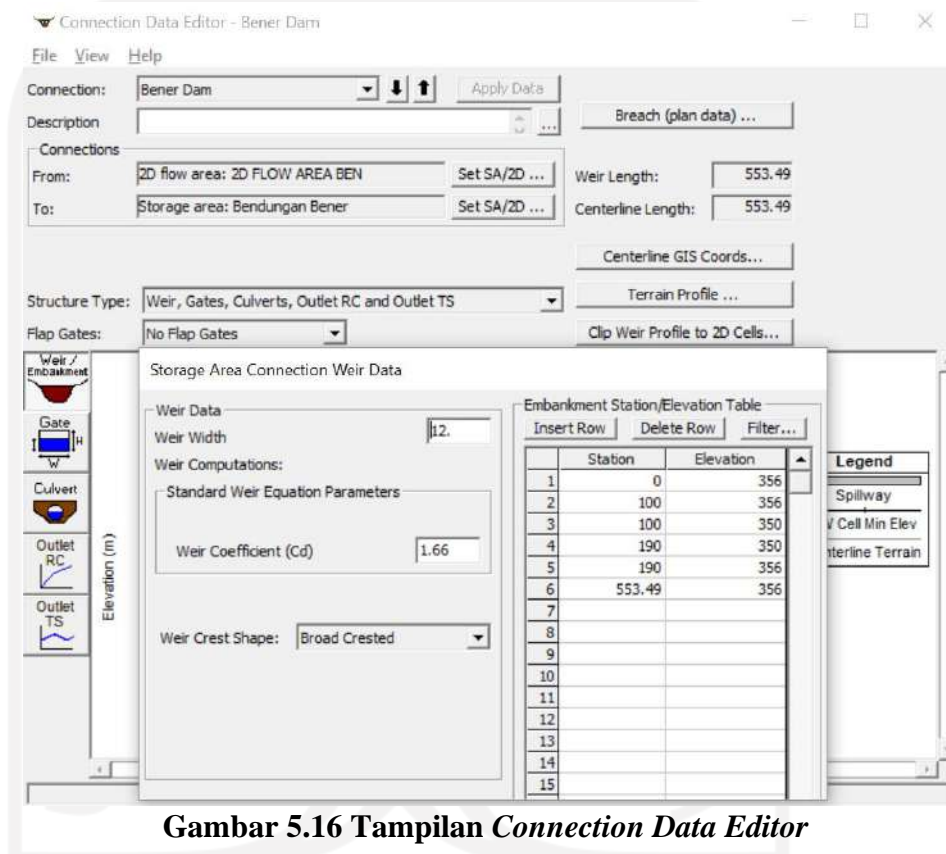 Connection Data Editor - Bener Dam
File View Help
Connection: Bener Dam Apply Data
Description ... Breach (plan data) ...
Connections
From: 2D flow area: 2D FLOW AREA BEN Set SA/2D ... Weir Length: 553.49
To: Storage area: Bendungan Bener Set SA/2D ... Centerline Length: 553.49
Centerline GIS Coords...
Structure Type: Weir, Gates, Culverts, Outlet RC and Outlet TS Terrain Profile ...
Flap Gates: No Flap Gates Clip Weir Profile to 2D Cells...
Weir / Embankment
Gate
H
W
Culvert
Outlet RC
Outlet TS
Elevation (m)
Storage Area Connection Weir Data
Weir Data
Weir Width 12.
Weir Computations:
Standard Weir Equation Parameters
Weir Coefficient (Cd) 1.66
Weir Crest Shape: Broad Crested
Embankment Station/Elevation Table
Insert Row Delete Row Filter...
Station Elevation
1 0 356
2 100 356
3 100 350
4 190 350
5 190 356
6 553.49 356
7
8
9
10
11
12
13
14
15
Legend
Spillway
Cell Min Elev
nterline Terrain
Gambar 5.16 Tampilan Connection Data Editor